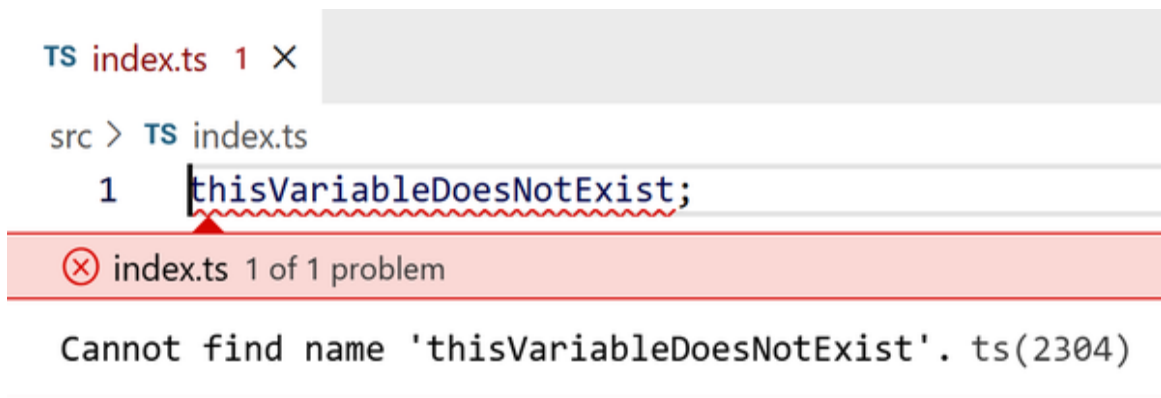 TS index.ts 1 ×
src > TS index.ts
1 thisVariableDoesNotExist;
index.ts 1 of 1 problem
Cannot find name 'thisVariableDoesNotExist'. ts(2304)